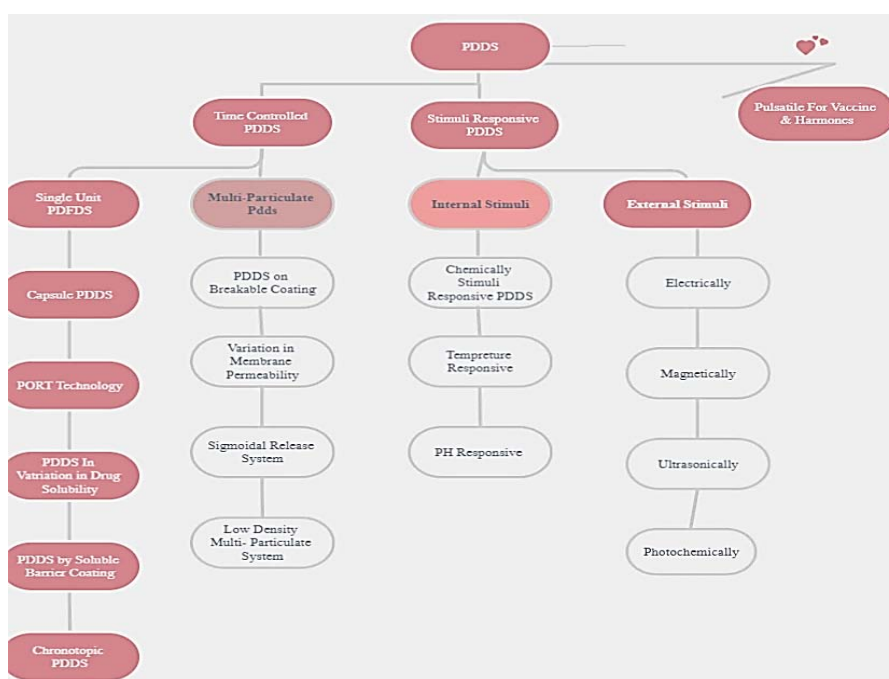 PDDS
Pulsatile For Vaccine
& Harmones
Time Controlled
PDDS
Stimuli Responsive
PDDS
Single Unit
PDFDS
Multi-Particulate
Pdds
Internal Stimuli
External Stimuli
Capsule PDDS
PORT Technology
PDDS In
Vatriation in Drug
Solubility
PDDS by Soluble
Barrier Coating
Chronotopic
PDDS
PDDS on
Breakable Coating
Variation in
Membrane
Permeability
Sigmoidal Release
System
Low Density
Multi- Particulate
System
Chemically
Stimuli
Responsive PDDS
Tempreture
Responsive
PH Responsive
Electrically
Magnetically
Ultrasonically
Photochemically